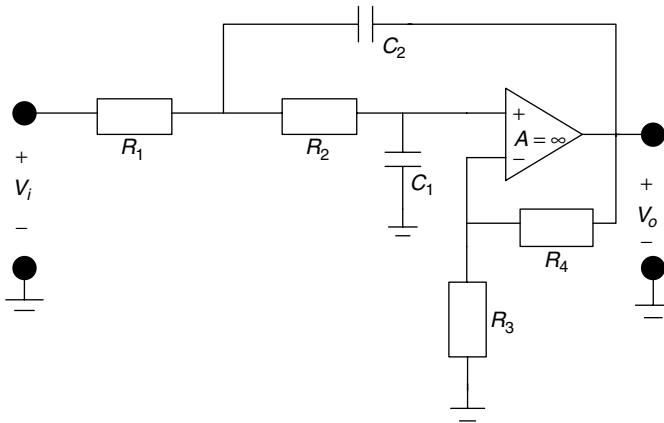 C2
R1
R2
+
A = ∞
−
C1
+
Vi
−
+
Vo
−
R4
R3